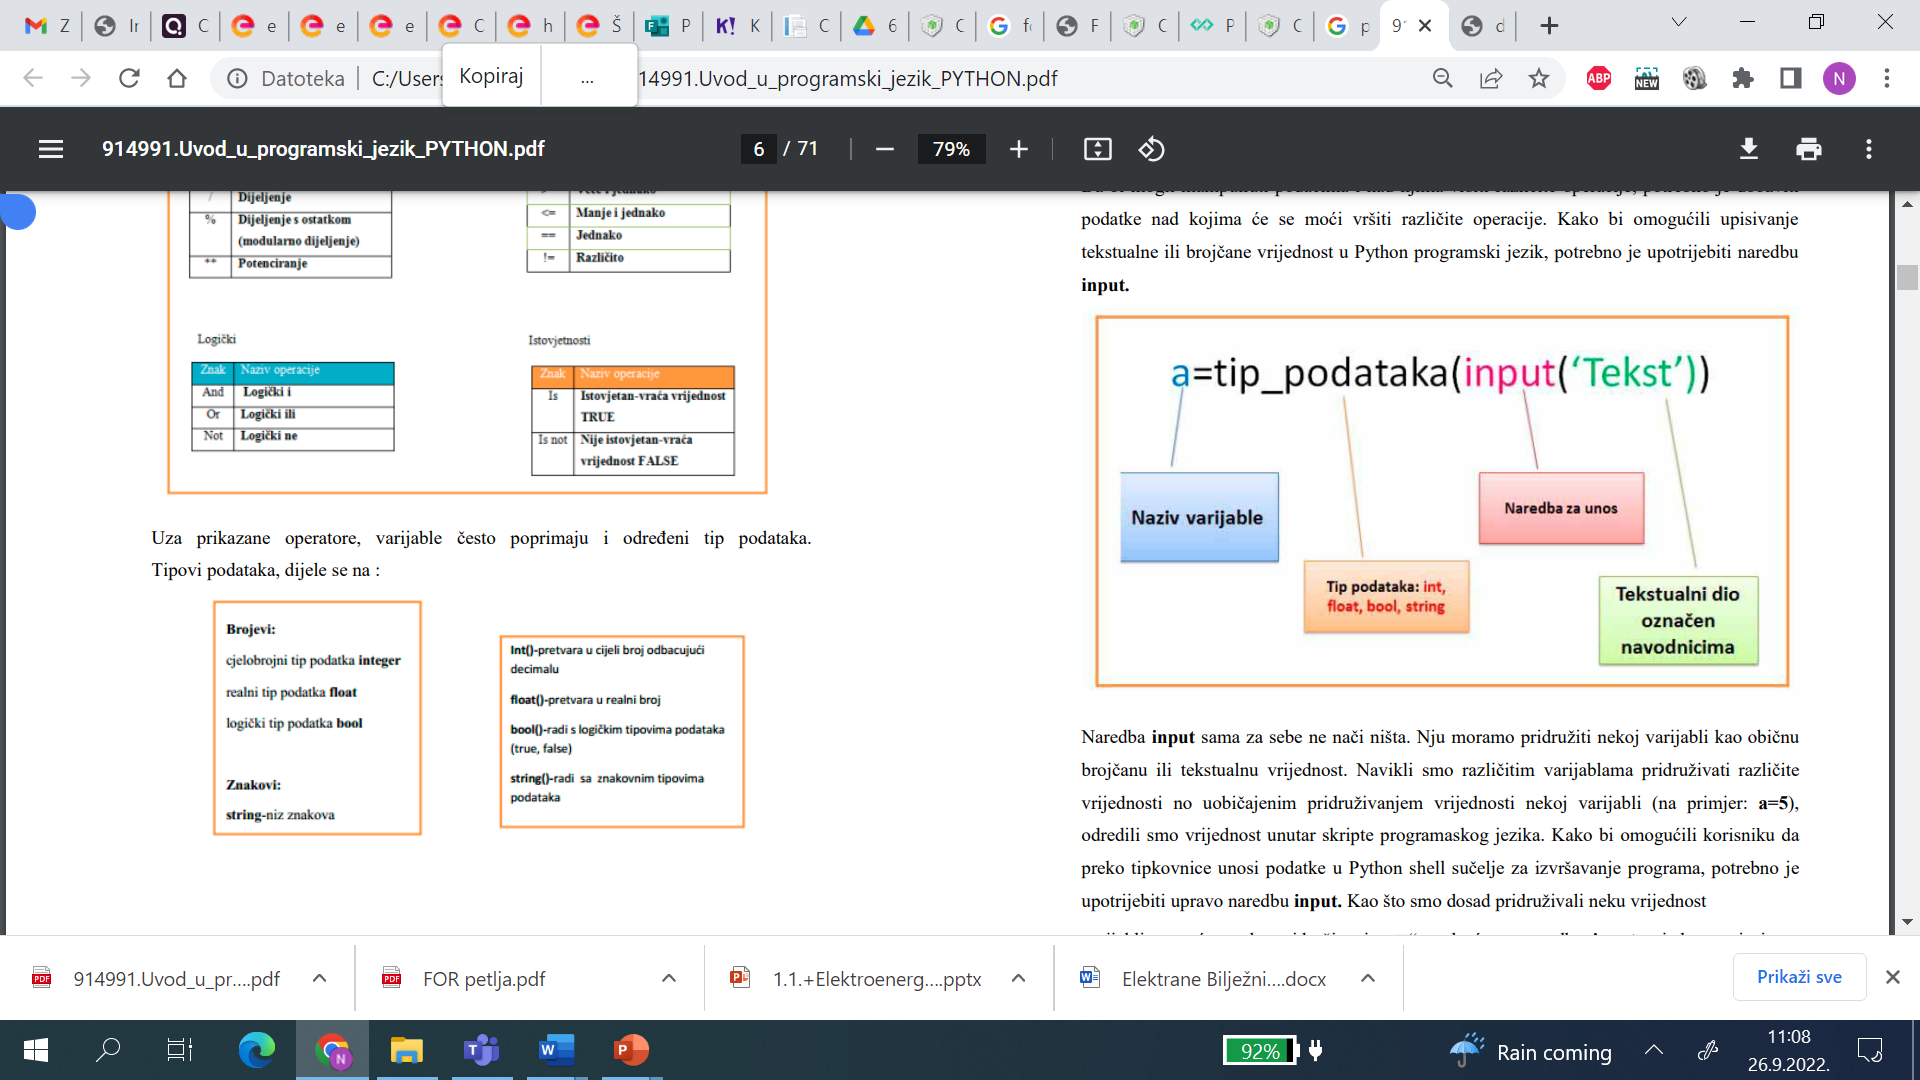 Z
Ir
C
e
e
e
C
h
Š
P
K! K
C
6
C
G f
F
C
P
C
G p
9
d
Kopiraj
...
Datoteka
C:/Users
14991.Uvod_u_programski_jezik_PYTHON.pdf
ABP
NEW
N
914991.Uvod_u_programski_jezik_PYTHON.pdf
6 / 71
79%
/ Dijeljenje
% Dijeljenje s ostatkom
(modularno dijeljenje)
** Potenciranje
<= Manje i jednako
== Jednako
!= Različito
Logički
Znak Naziv operacije
And Logički i
Or Logički ili
Not Logički ne
Istovjetnosti
Znak Naziv operacije
Is Istovjetan-vraća vrijednost
TRUE
Is not Nije istovjetan-vraća
vrijednost FALSE
Uza prikazane operatore, varijable često poprimaju i određeni tip podataka.
Tipovi podataka, dijele se na :
Brojevi:
cjelobrojni tip podatka integer
realni tip podatka float
logički tip podatka bool
Znakovi:
string-niz znakova
Int()-pretvara u cijeli broj odbacujući
decimalu
float()-pretvara u realni broj
bool()-radi s logičkim tipovima podataka
(true, false)
string()-radi sa znakovnim tipovima
podataka
podatke nad kojima će se moći vršiti različite operacije. Kako bi omogućili upisivanje
tekstualne ili brojčane vrijednost u Python programski jezik, potrebno je upotrijebiti naredbu
input.
a=tip_podataka(input(‘Tekst’))
Naziv varijable
Naredba za unos
Tip podataka: int,
float, bool, string
Tekstualni dio
označen
navodnicima
Naredba input sama za sebe ne nači ništa. Nju moramo pridružiti nekoj varijabli kao običnu
brojčanu ili tekstualnu vrijednost. Navikli smo različitim varijablama pridruživati različite
vrijednosti no uobičajenim pridruživanjem vrijednosti nekoj varijabli (na primjer: a=5),
odredili smo vrijednost unutar skripte programaskog jezika. Kako bi omogućili korisniku da
preko tipkovnice unosi podatke u Python shell sučelje za izvršavanje programa, potrebno je
upotrijebiti upravo naredbu input. Kao što smo dosad pridruživali neku vrijednost
914991.Uvod_u_pr....pdf
FOR petlja.pdf
1.1.+Elektroenerg....pptx
Elektrane Bilježni....docx
Prikaži sve
92%
Rain coming
11:08
26.9.2022.